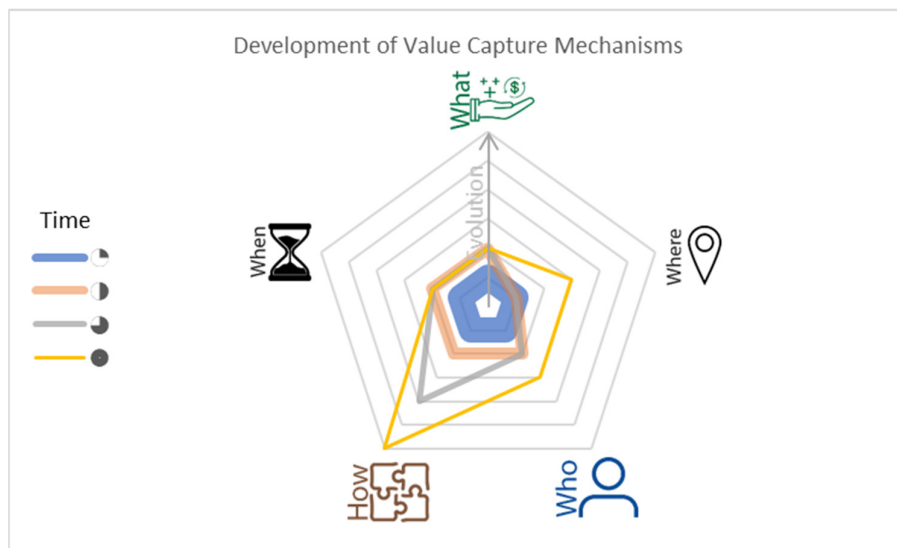 Development of Value Capture Mechanisms
What
Evolution
Time
When
Where
How
Who